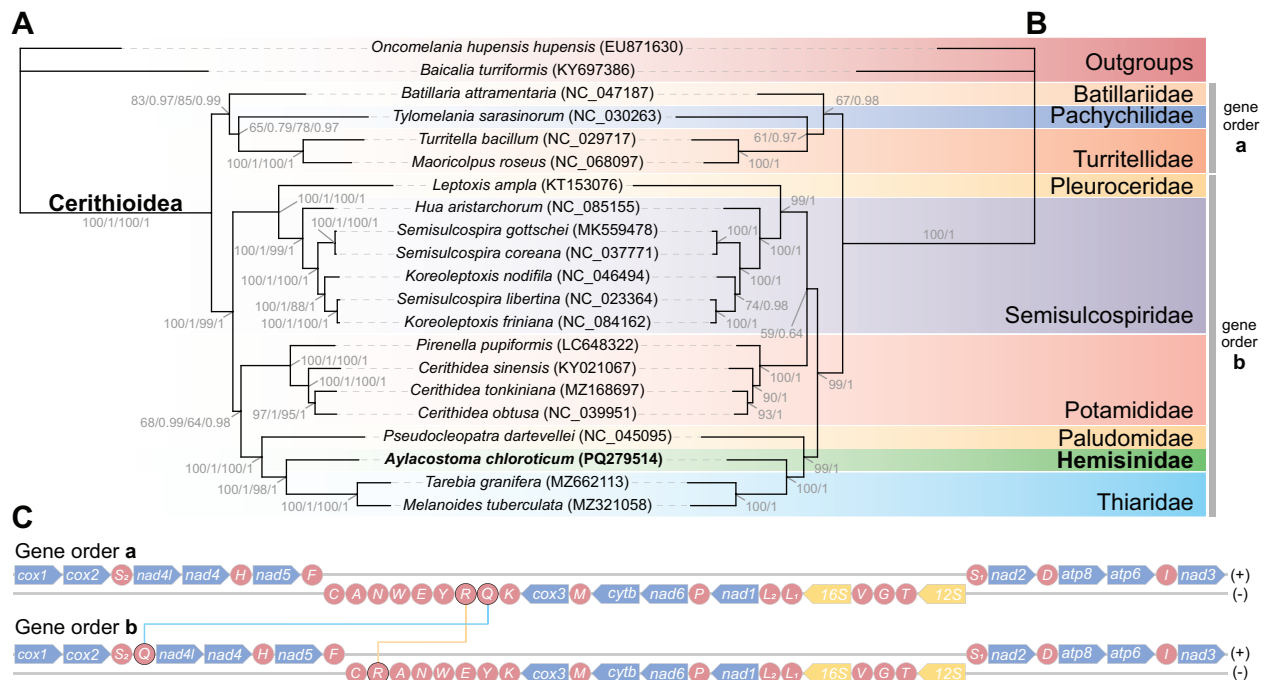 A
B
Oncomelania hupensis hupensis (EU871630)
Baicalia turriformis (KY697386)
Outgroups
Batillaria attramentaria (NC_047187)
Batillariidae
83/0.97/85/0.99
67/0.98
Tylomelania sarasinorum (NC_030263)
Pachychilidae
65/0.79/78/0.97
61/0.97
Turritella bacillum (NC_029717)
Maoricolpus roseus (NC_068097)
Turritellidae
100/1/100/1
100/1
gene
order
a
Leptoxis ampla (KT153076)
Pleuroceridae
Cerithioidea
100/1/100/1
100/1/100/1
99/1
Hua aristarchorum (NC_085155)
100/1/100/1
Semisulcospira gottschei (MK559478)
100/1
100/1
100/1
Semisulcospira coreana (NC_037771)
100/1/99/1
100/1/100/1
100/1
Koreoleptoxis nodifila (NC_046494)
Semisulcospira libertina (NC_023364)
100/1/88/1
74/0.98
Koreoleptoxis friniana (NC_084162)
100/1/99/1
100/1/100/1
100/1
59/0.64
Semisulcospiridae
gene
order
b
Pirenella pupiformis (LC648322)
100/1/100/1
Cerithidea sinensis (KY021067)
100/1
100/1/100/1
99/1
Cerithidea tonkiniana (MZ168697)
90/1
Cerithidea obtusa (NC_039951)
97/1/95/1
93/1
Potamididae
68/0.99/64/0.98
Pseudocleopatra dartevellei (NC_045095)
Paludomidae
Aylacostoma chloroticum (PQ279514)
Hemisinidae
100/1/100/1
99/1
Tarebia granifera (MZ662113)
100/1/98/1
100/1
Melanoides tuberculata (MZ321058)
100/1/100/1
100/1
Thiaridae
C
Gene order a
cox1 cox2 S₂ nad4l nad4 H nad5 F S₁ nad2 D atp8 atp6 I nad3 (+)
C A N W E Y R Q K cox3 M cytb nad6 P nad1 L₂ L₁ 16S V G T 12S (-)
Gene order b
cox1 cox2 S₂ Q nad4l nad4 H nad5 F S₁ nad2 D atp8 atp6 I nad3 (+)
C R A N W E Y K cox3 M cytb nad6 P nad1 L₂ L₁ 16S V G T 12S (-)